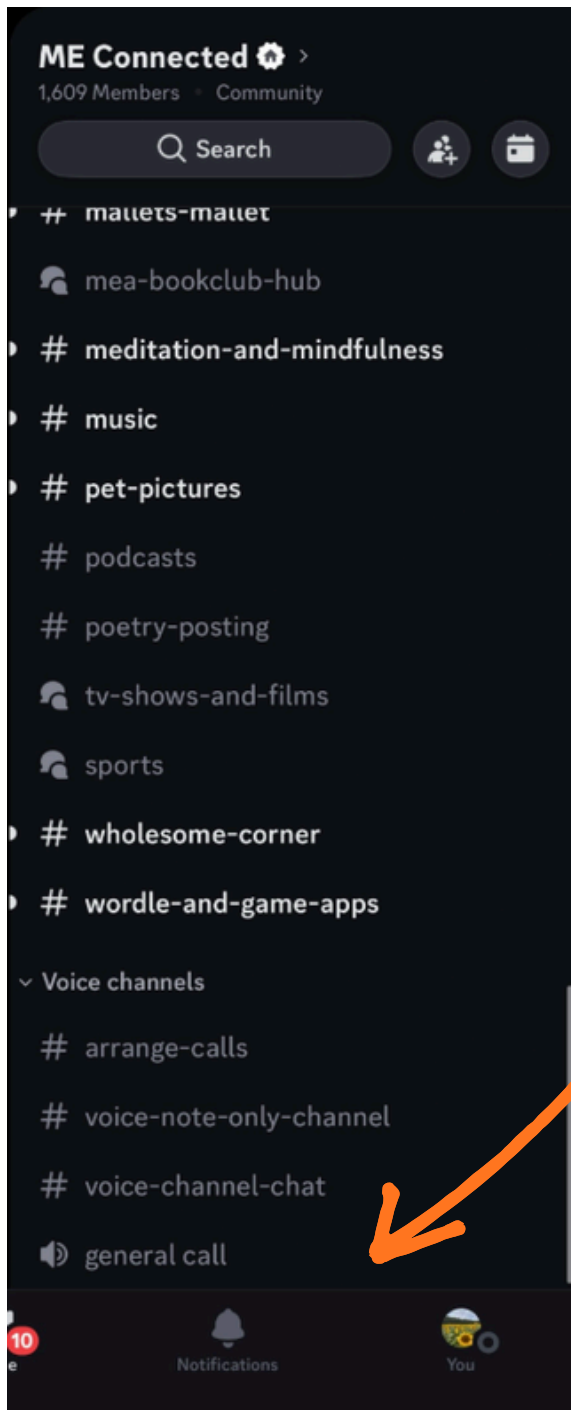 ME Connected
1,609 Members • Community
Search
# mallets-mallet
mea-bookclub-hub
# meditation-and-mindfulness
# music
# pet-pictures
# podcasts
# poetry-posting
tv-shows-and-films
sports
# wholesome-corner
# wordle-and-game-apps
Voice channels
# arrange-calls
# voice-note-only-channel
# voice-channel-chat
general call
10
e
Notifications
You